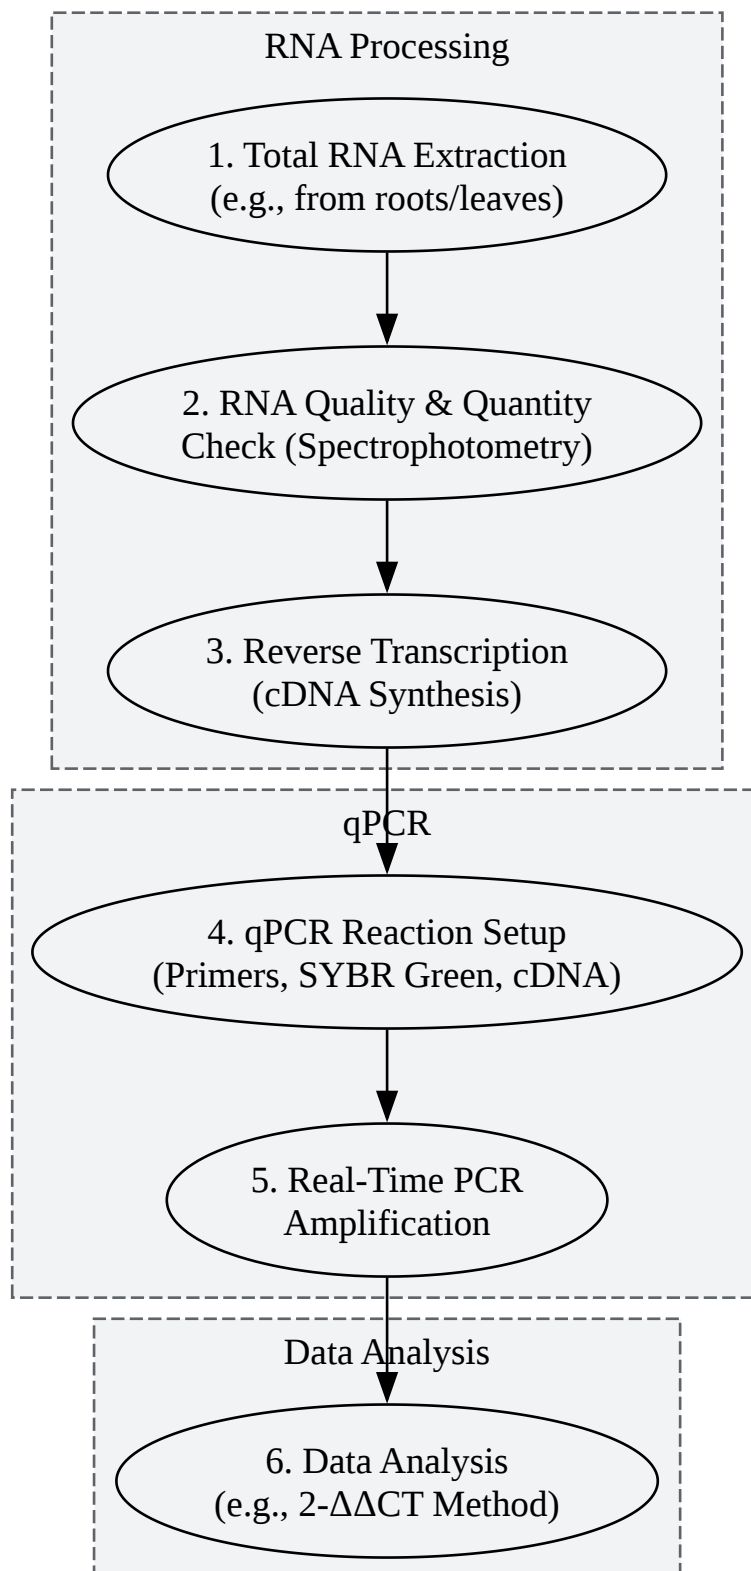 RNA Processing
1. Total RNA Extraction
(e.g., from roots/leaves)
2. RNA Quality & Quantity
Check (Spectrophotometry)
3. Reverse Transcription
(cDNA Synthesis)
qPCR
4. qPCR Reaction Setup
(Primers, SYBR Green, cDNA)
5. Real-Time PCR
Amplification
Data Analysis
6. Data Analysis
(e.g., 2-ΔΔCT Method)